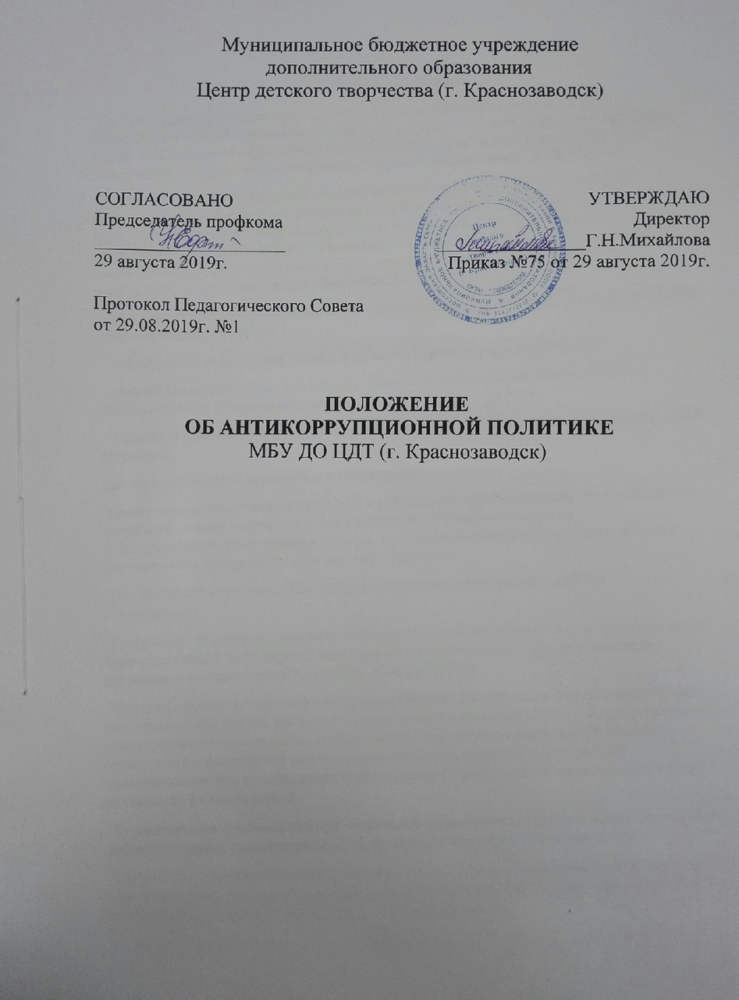 Муниципальное бюджетное учреждение
дополнительного образования
Центр детского творчества (г. Краснозаводск)
СОГЛАСОВАНО
Председатель профкома
29 августа 2019г.
Протокол Педагогического Совета
от 29.08.2019г. №1
УТВЕРЖДАЮ
Директор
Г.Н.Михайлова
Приказ №75 от 29 августа 2019г.
Центр
ОГРН
ПОЛОЖЕНИЕ
ОБ АНТИКОРРУПЦИОННОЙ ПОЛИТИКЕ
МБУ ДО ЦДТ (г. Краснозаводск)